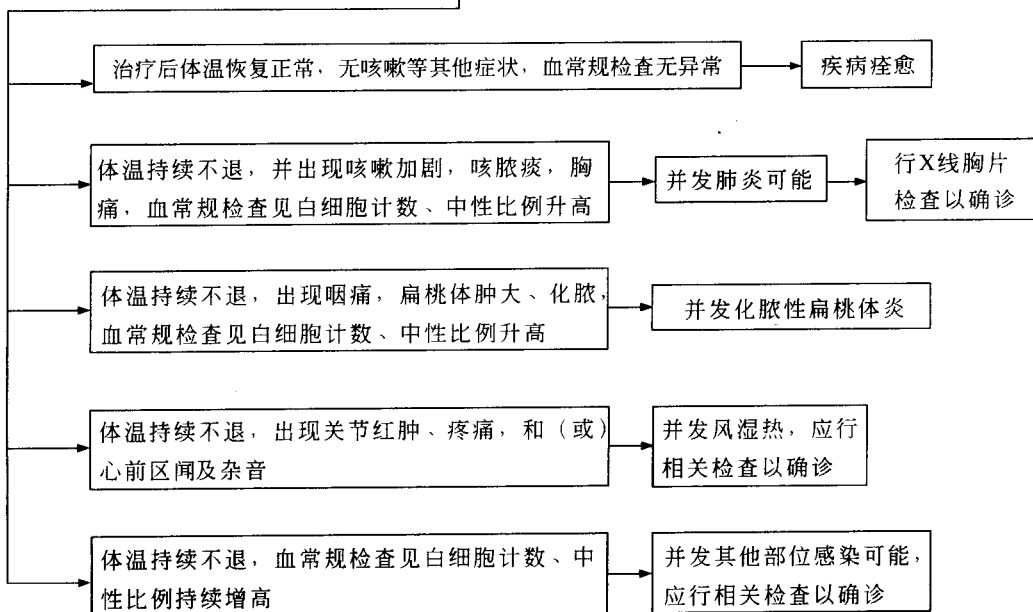 治疗后体温恢复正常，无咳嗽等其他症状，血常规检查无异常
疾病痊愈
体温持续不退，并出现咳嗽加剧，咳脓痰，胸
痛，血常规检查见白细胞计数、中性比例升高
并发肺炎可能
行X线胸片
检查以确诊
体温持续不退，出现咽痛，扁桃体肿大、化脓，
血常规检查见白细胞计数、中性比例升高
并发化脓性扁桃体炎
体温持续不退，出现关节红肿、疼痛，和（或）
心前区闻及杂音
并发风湿热，应行
相关检查以确诊
体温持续不退，血常规检查见白细胞计数、中
性比例持续增高
并发其他部位感染可能，
应行相关检查以确诊